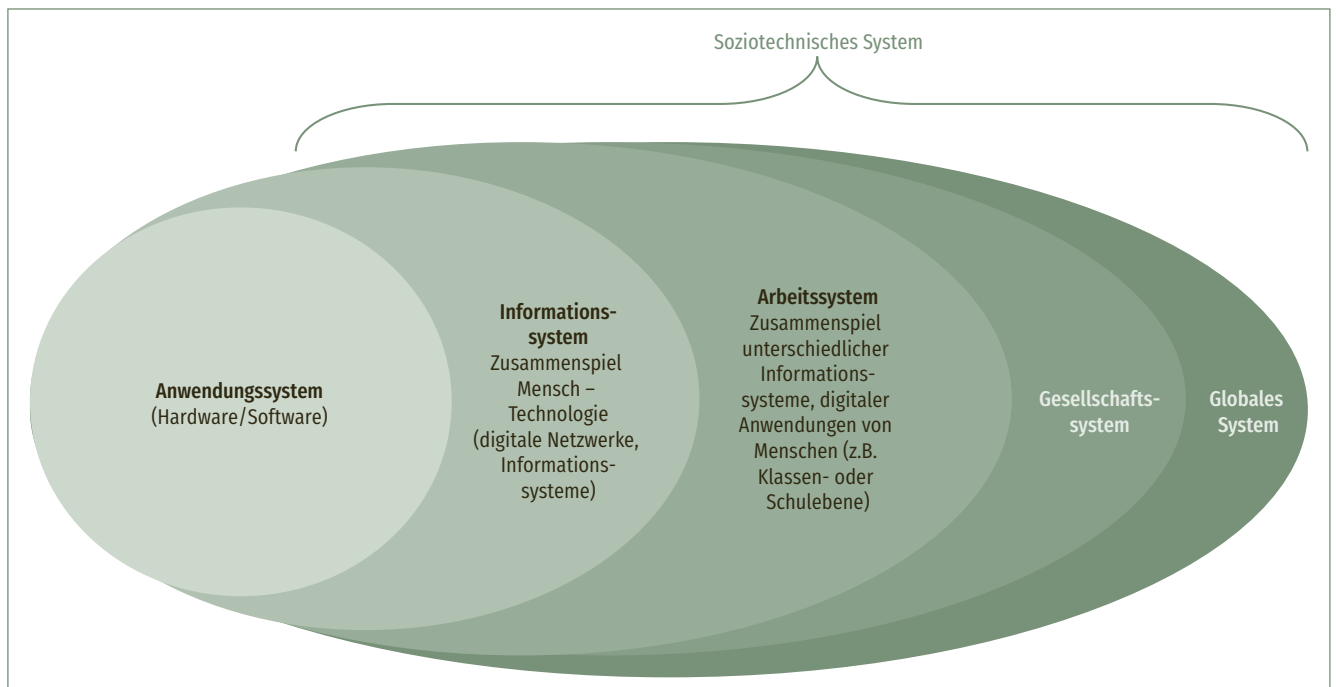 Soziotechnisches System
Anwendungssystem
(Hardware/Software)
Informations-
system
Zusammenspiel
Mensch –
Technologie
(digitale Netzwerke,
Informations-
systeme)
Arbeitssystem
Zusammenspiel
unterschiedlicher
Informations-
systeme, digitaler
Anwendungen von
Menschen (z.B.
Klassen- oder
Schulebene)
Gesellschafts-
system
Globales
System